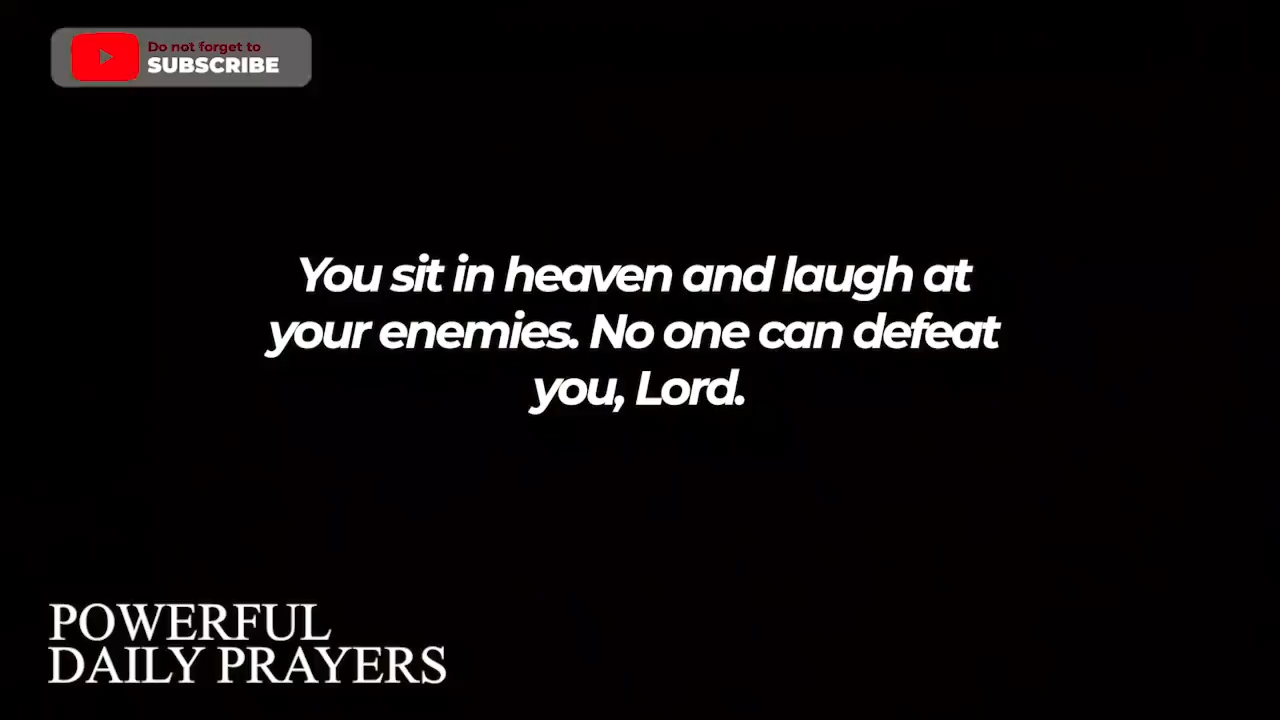 Do not forget to
SUBSCRIBE
You sit in heaven and laugh at
your enemies. No one can defeat
you, Lord.
POWERFUL
DAILY PRAYERS